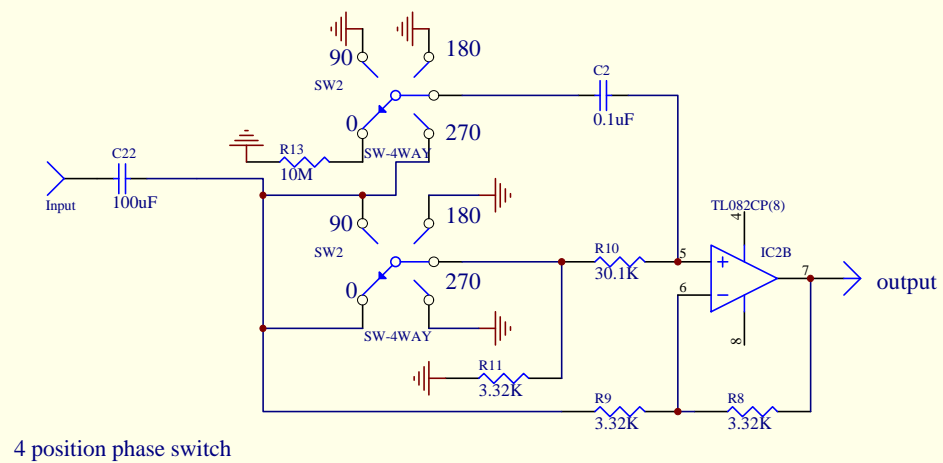 90
180
SW2
C2
0.1uF
0
270
R13
SW-4WAY
10M
C22
100uF
Input
90
180
SW2
TL082CP(8)
4
R10
5
IC2B
30.1K
270
0
6
7
output
SW-4WAY
8
R11
3.32K
R9
3.32K
R8
3.32K
4 position phase switch